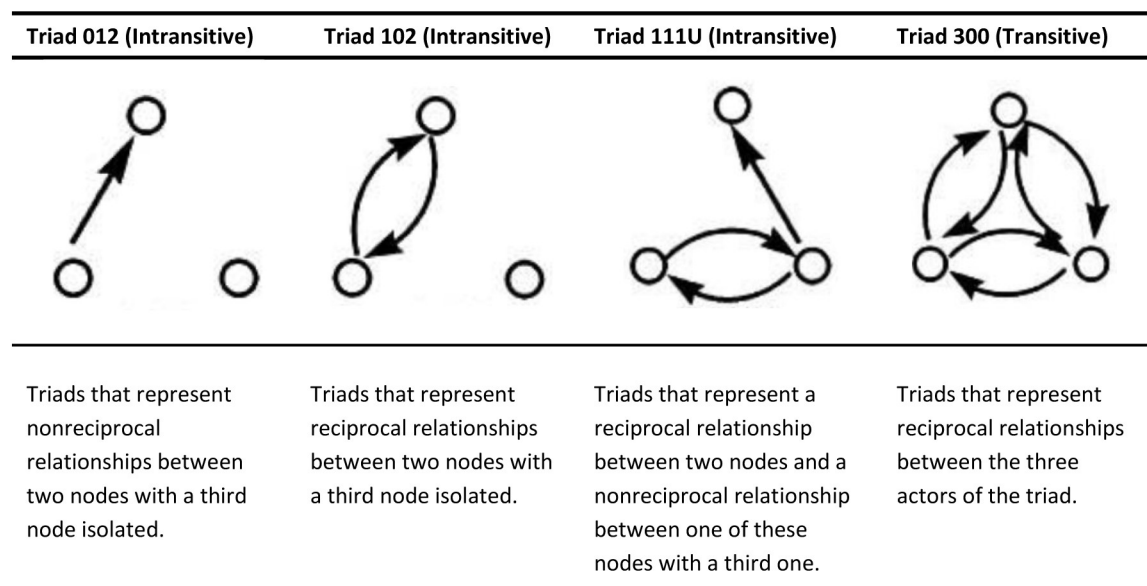 Triad 012 (Intransitive)
Triad 102 (Intransitive)
Triad 111U (Intransitive)
Triad 300 (Transitive)
Triads that represent
nonreciprocal
relationships between
two nodes with a third
node isolated.
Triads that represent
reciprocal relationships
between two nodes with
a third node isolated.
Triads that represent a
reciprocal relationship
between two nodes and a
nonreciprocal relationship
between one of these
nodes with a third one.
Triads that represent
reciprocal relationships
between the three
actors of the triad.